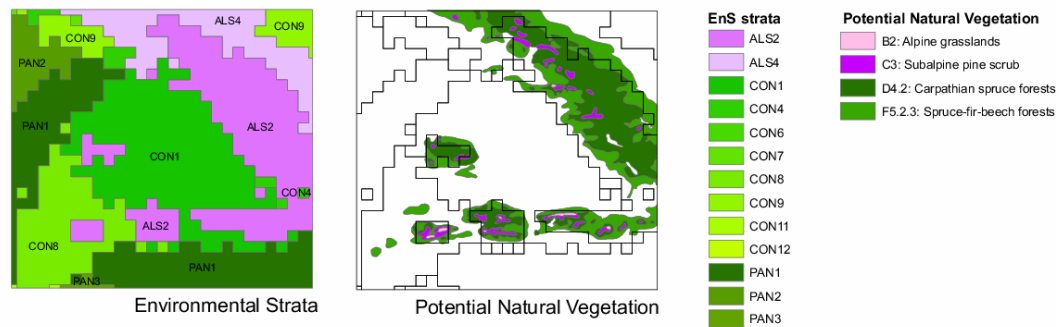 ALS4
CON9
CON9
PAN2
PAN1
ALS2
CON1
CON4
ALS2
CON8
PAN1
PAN3
Environmental Strata
Potential Natural Vegetation
EnS strata
ALS2
ALS4
CON1
CON4
CON6
CON7
CON8
CON9
CON11
CON12
PAN1
PAN2
PAN3
Potential Natural Vegetation
B2: Alpine grasslands
C3: Subalpine pine scrub
D4.2: Carpathian spruce forests
F5.2.3: Spruce-fir-beech forests